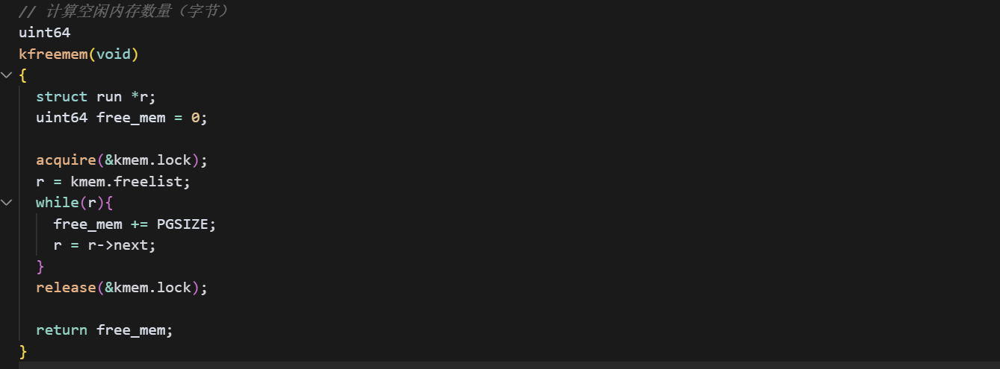 // 计算空闲内存数量（字节）
uint64
kfreemem(void)
{
  struct run *r;
  uint64 free_mem = 0;

  acquire(&kmem.lock);
  r = kmem.freelist;
  while(r){
    free_mem += PGSIZE;
    r = r->next;
  }
  release(&kmem.lock);

  return free_mem;
}